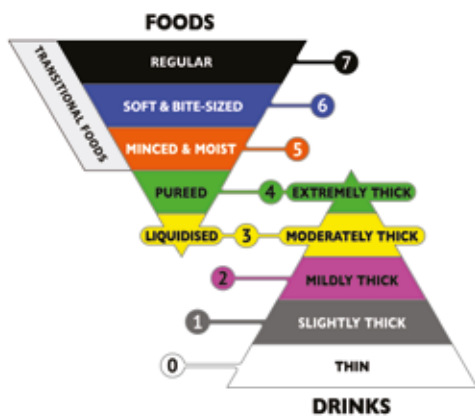 FOODS
TRANSITIONAL FOODS
REGULAR 7
SOFT & BITE-SIZED 6
MINCED & MOIST 5
PUREED 4 EXTREMELY THICK
LIQUIDISED 3 MODERATELY THICK
2 MILDLY THICK
1 SLIGHTLY THICK
0 THIN
DRINKS